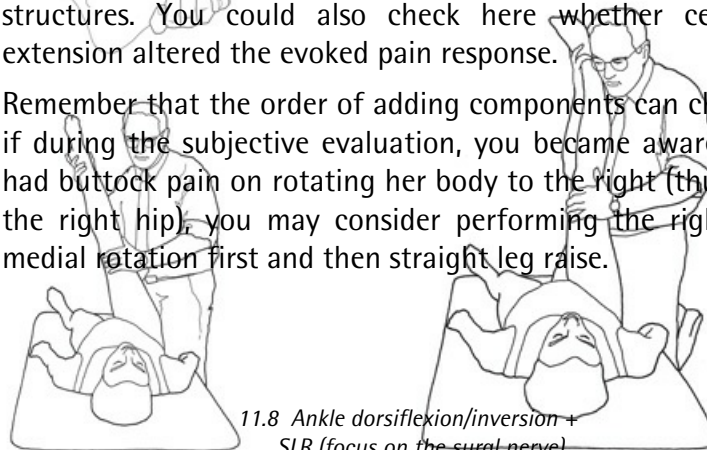 structures. You could also check here whether ce
extension altered the evoked pain response.
Remember that the order of adding components can ch
if during the subjective evaluation, you became awar
had buttock pain on rotating her body to the right (thu
the right hip), you may consider performing the righ
medial rotation first and then straight leg raise.
11.8 Ankle dorsiflexion/inversion +
SLR (focus on the sural nerve)